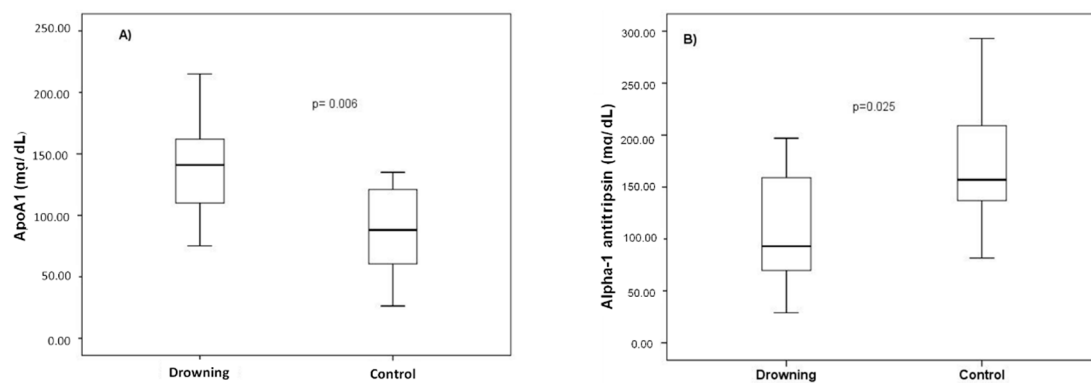 A)
250.00
200.00
150.00
100.00
50.00
0.00
ApoA1 (mg/dL)
p= 0.006
Drowning Control
B)
300.00
250.00
200.00
150.00
100.00
50.00
0.00
Alpha-1 antitripsin (mg/dL)
p=0.025
Drowning Control